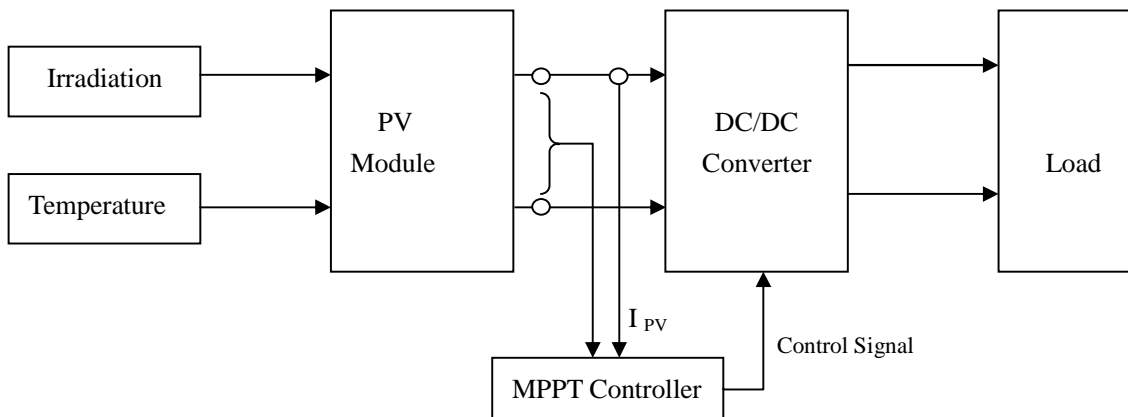 Irradiation
Temperature
PV
Module
DC/DC
Converter
Load
I PV
Control Signal
MPPT Controller